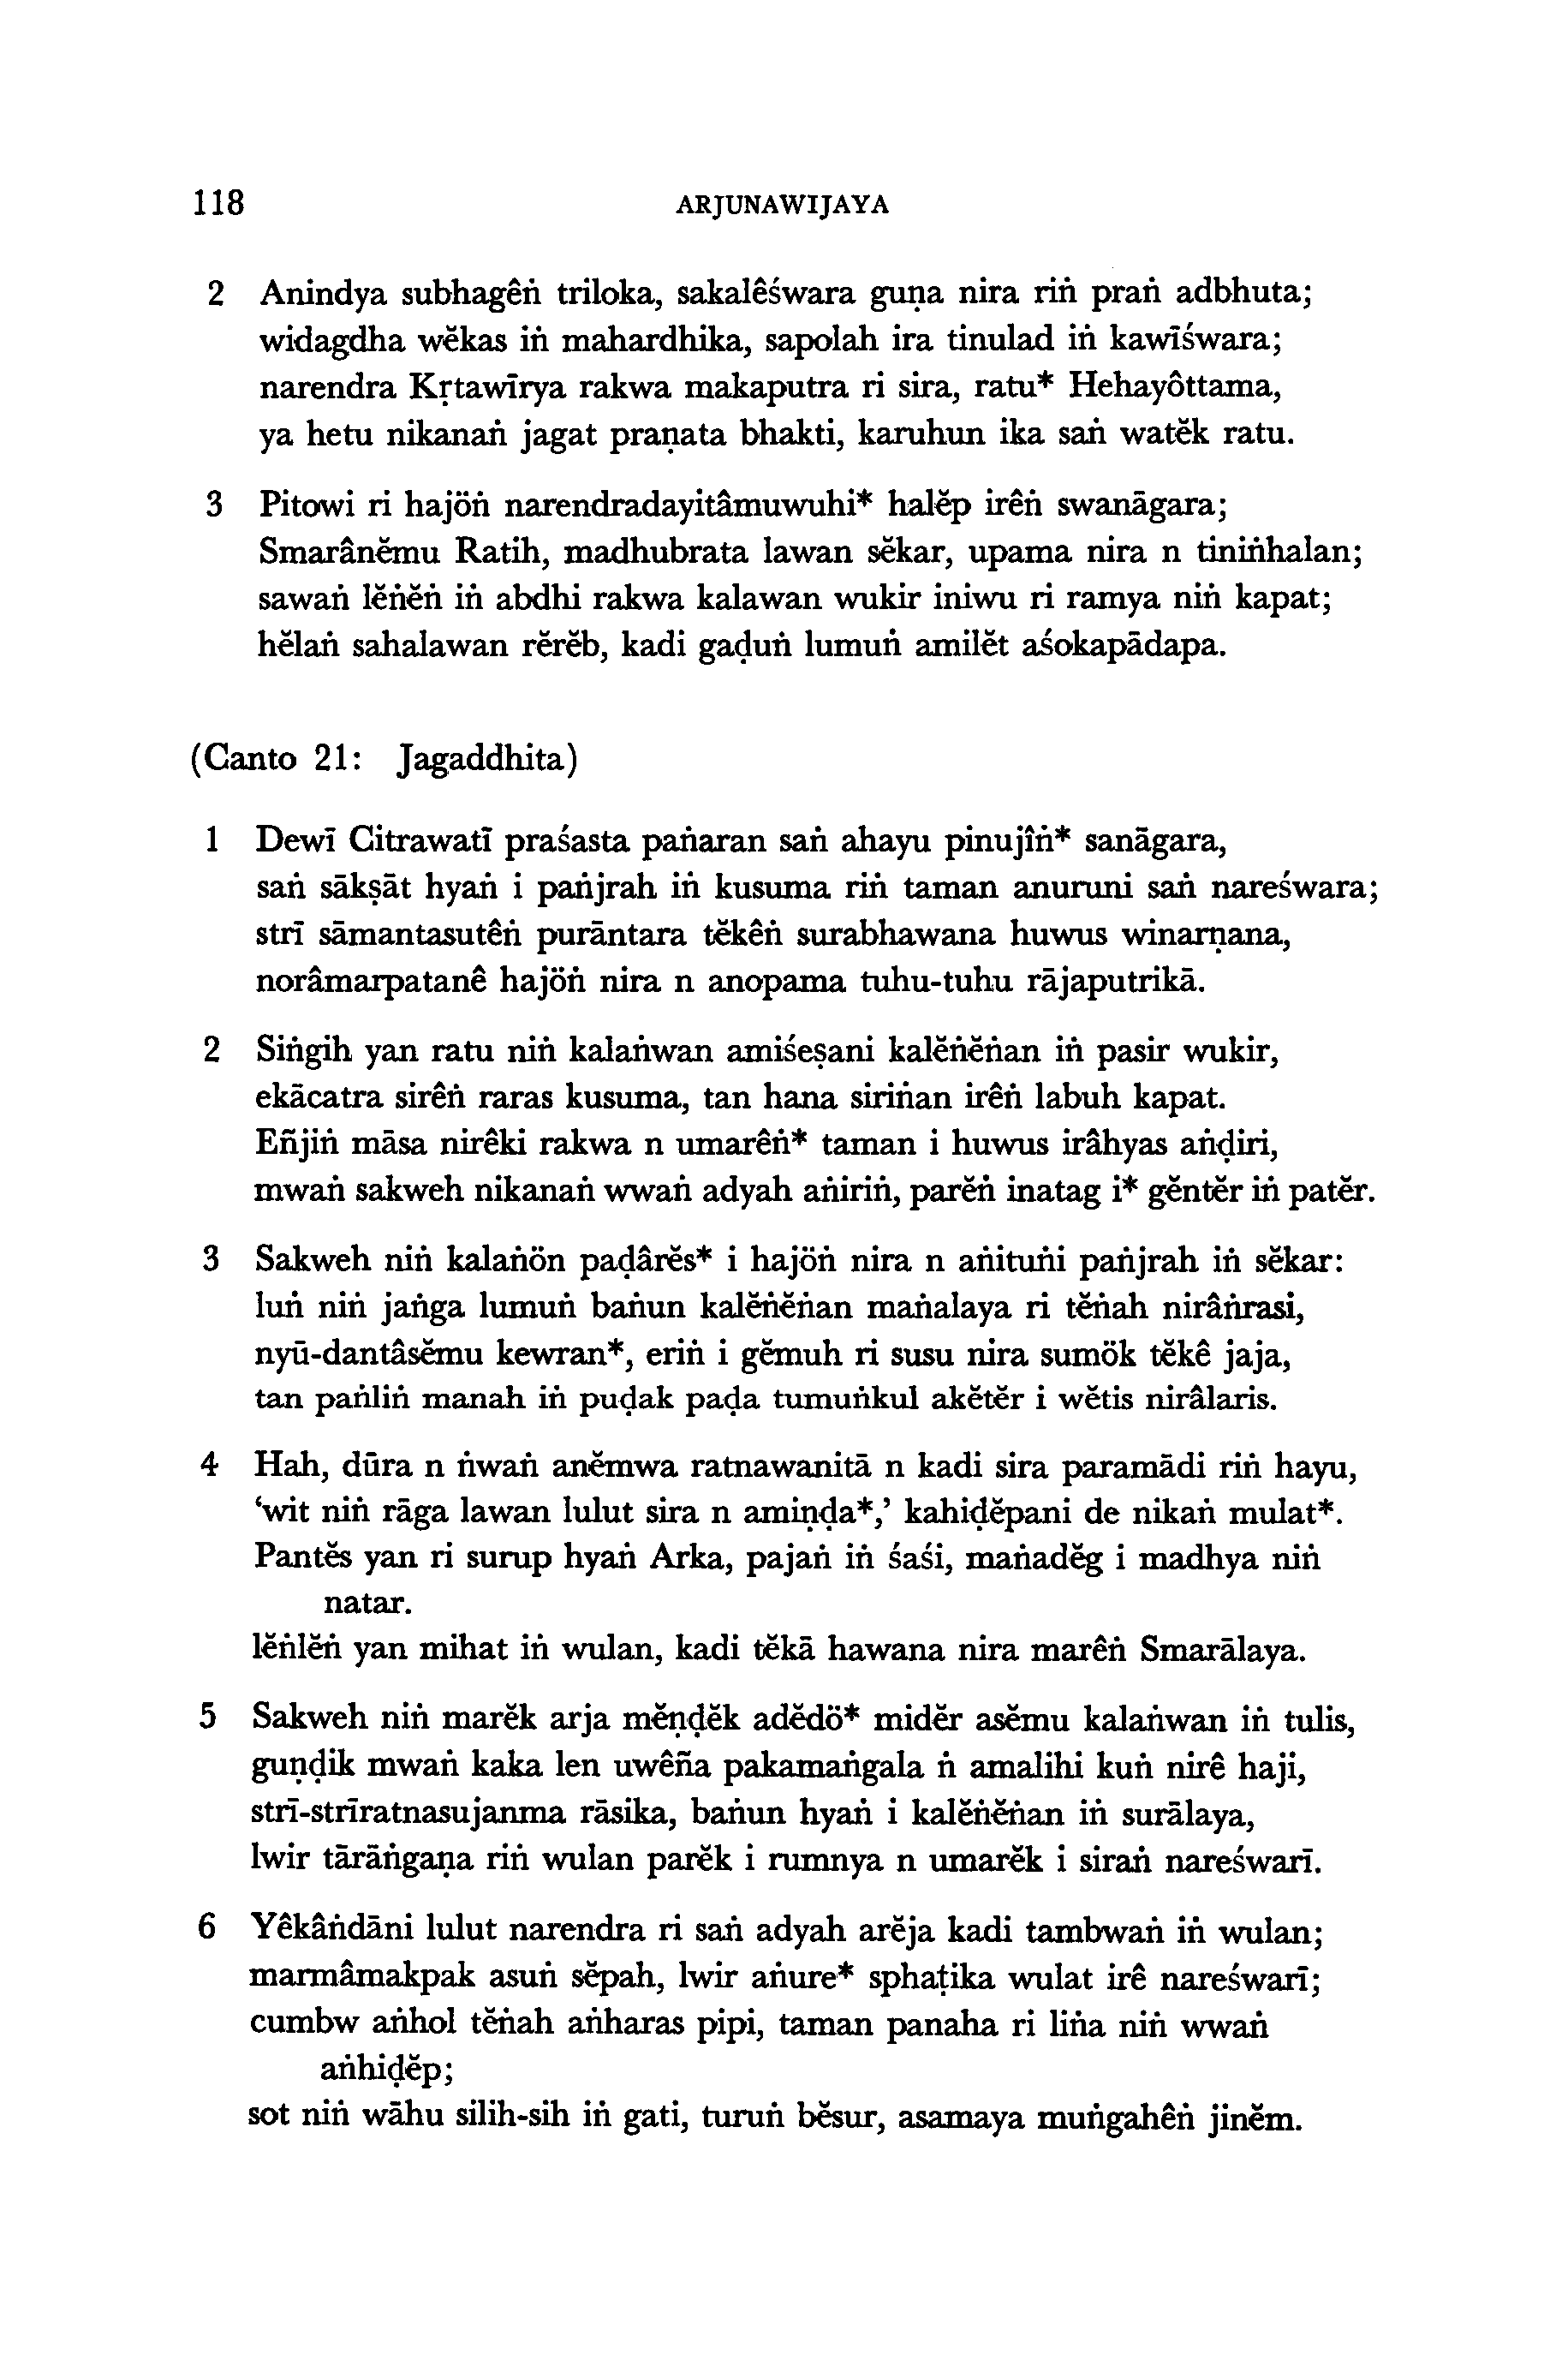 118 ARJUNAWIJAYA
2 Anindya subhagêṅ triloka, sakalêśwara guṇa nira riṅ praṅ adbhuta;
widagdha wĕkas iṅ mahardhika, sapolah ira tinulad iṅ kawīśwara;
narendra Kṛtawīrya rakwa makaputra ri sira, ratu* Hehayôttama,
ya hetu nikanaṅ jagat praṇata bhakti, karuhun ika saṅ watĕk ratu.
3 Pitowi ri hajöṅ narendradayitâmuwuhi* halĕp irêṅ swanāgara;
Smarânĕmu Ratih, madhubrata lawan sĕkar, upama nira n tiniṅhalan;
sawaṅ lĕṅĕṅ iṅ abdhi rakwa kalawan wukir iniwu ri ramya niṅ kapat;
hĕlaṅ sahalawan rĕrĕb, kadi gaḍuṅ lumuṅ amilĕt aśokapādapa.
(Canto 21: Jagaddhita)
1 Dewī Citrawatī praśasta paṅaran saṅ ahayu pinujîṅ* sanāgara,
saṅ sākṣāt hyaṅ i paṅjrah iṅ kusuma riṅ taman anuruni saṅ nareśwara;
strī sāmantasutêṅ purāntara tĕkêṅ surabhawana huwus winarṇana,
norâmarpatanê hajöṅ nira n anopama tuhu-tuhu rājaputrikā.
2 Siṅgih yan ratu niṅ kalaṅwan amiśeṣani kalĕṅĕṅan iṅ pasir wukir,
ekācatra sirêṅ raras kusuma, tan hana siriṅan irêṅ labuh kapat.
Eñjiṅ māsa nirêki rakwa n umarêṅ* taman i huwus irâhyas aṅḍiri,
mwaṅ sakweh nikanaṅ wwaṅ adyah aṅiriṅ, parĕṅ inatag i* gĕntĕr iṅ patĕr.
3 Sakweh niṅ kalaṅön paḍârĕs* i hajöṅ nira n aṅituṅi paṅjrah iṅ sĕkar:
luṅ niṅ jaṅga lumuṅ baṅun kalĕṅĕṅan maṅalaya ri tĕṅah nirâṅrasi,
nyū-dantâsĕmu kewran*, eriṅ i gĕmuh ri susu nira sumök tĕkê jaja,
tan paṅliṅ manah iṅ puḍak paḍa tumuṅkul akĕtĕr i wĕtis nirâlaris.
4 Hah, dūra n ṅwaṅ anĕmwa ratnawanitā n kadi sira paramādi riṅ hayu,
‘wit niṅ rāga lawan lulut sira n amiṇḍa*,’ kahiḍĕpani de nikaṅ mulat*.
Pantĕs yan ri surup hyaṅ Arka, pajaṅ iṅ śaśi, maṅadĕg i madhya niṅ
natar.
lĕṅlĕṅ yan mihat iṅ wulan, kadi tĕkā hawana nira marêṅ Smarālaya.
5 Sakweh niṅ marĕk arja mĕṇḍĕk adĕdö* midĕr asĕmu kalaṅwan iṅ tulis,
guṇḍik mwaṅ kaka len uwêña pakamaṅgala ṅ amalihi kuṅ nirê haji,
strī-strīratnasujanma rāsika, baṅun hyaṅ i kalĕṅĕṅan iṅ surālaya,
lwir tārāṅgaṇa riṅ wulan parĕk i rumnya n umarĕk i siraṅ nareśwarī.
6 Yêkâṅdāni lulut narendra ri saṅ adyah arĕja kadi tambwaṅ iṅ wulan;
marmâmakpak asuṅ sĕpah, lwir aṅure* sphaṭika wulat irê nareśwarī;
cumbw aṅhol tĕṅah aṅharas pipi, taman panaha ri liṅa niṅ wwaṅ
aṅhiḍĕp;
sot niṅ wāhu silih-sih iṅ gati, turuṅ bĕsur, asamaya muṅgahêṅ jinĕm.